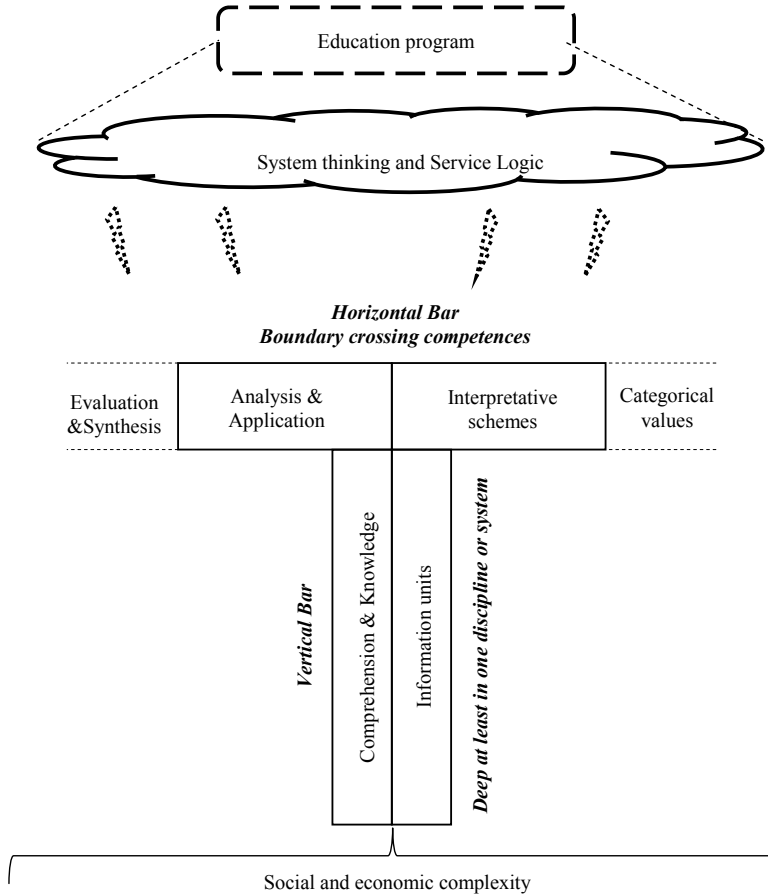 Education program
System thinking and Service Logic
Horizontal Bar
Boundary crossing competences
Evaluation
&Synthesis
Analysis &
Application
Interpretative
schemes
Categorical
values
Vertical Bar
Comprehension & Knowledge
Information units
Deep at least in one discipline or system
Social and economic complexity